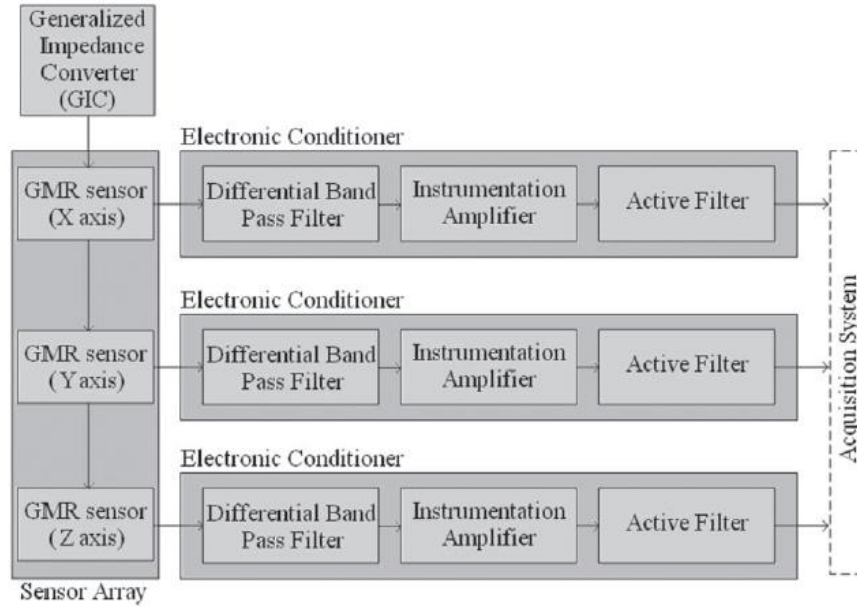 Generalized
Impedance
Converter
(GIC)
Electronic Conditioner
GMR sensor
(X axis)
Differential Band
Pass Filter
Instrumentation
Amplifier
Active Filter
Electronic Conditioner
GMR sensor
(Y axis)
Differential Band
Pass Filter
Instrumentation
Amplifier
Active Filter
Electronic Conditioner
GMR sensor
(Z axis)
Differential Band
Pass Filter
Instrumentation
Amplifier
Active Filter
Sensor Array
Acquisition System